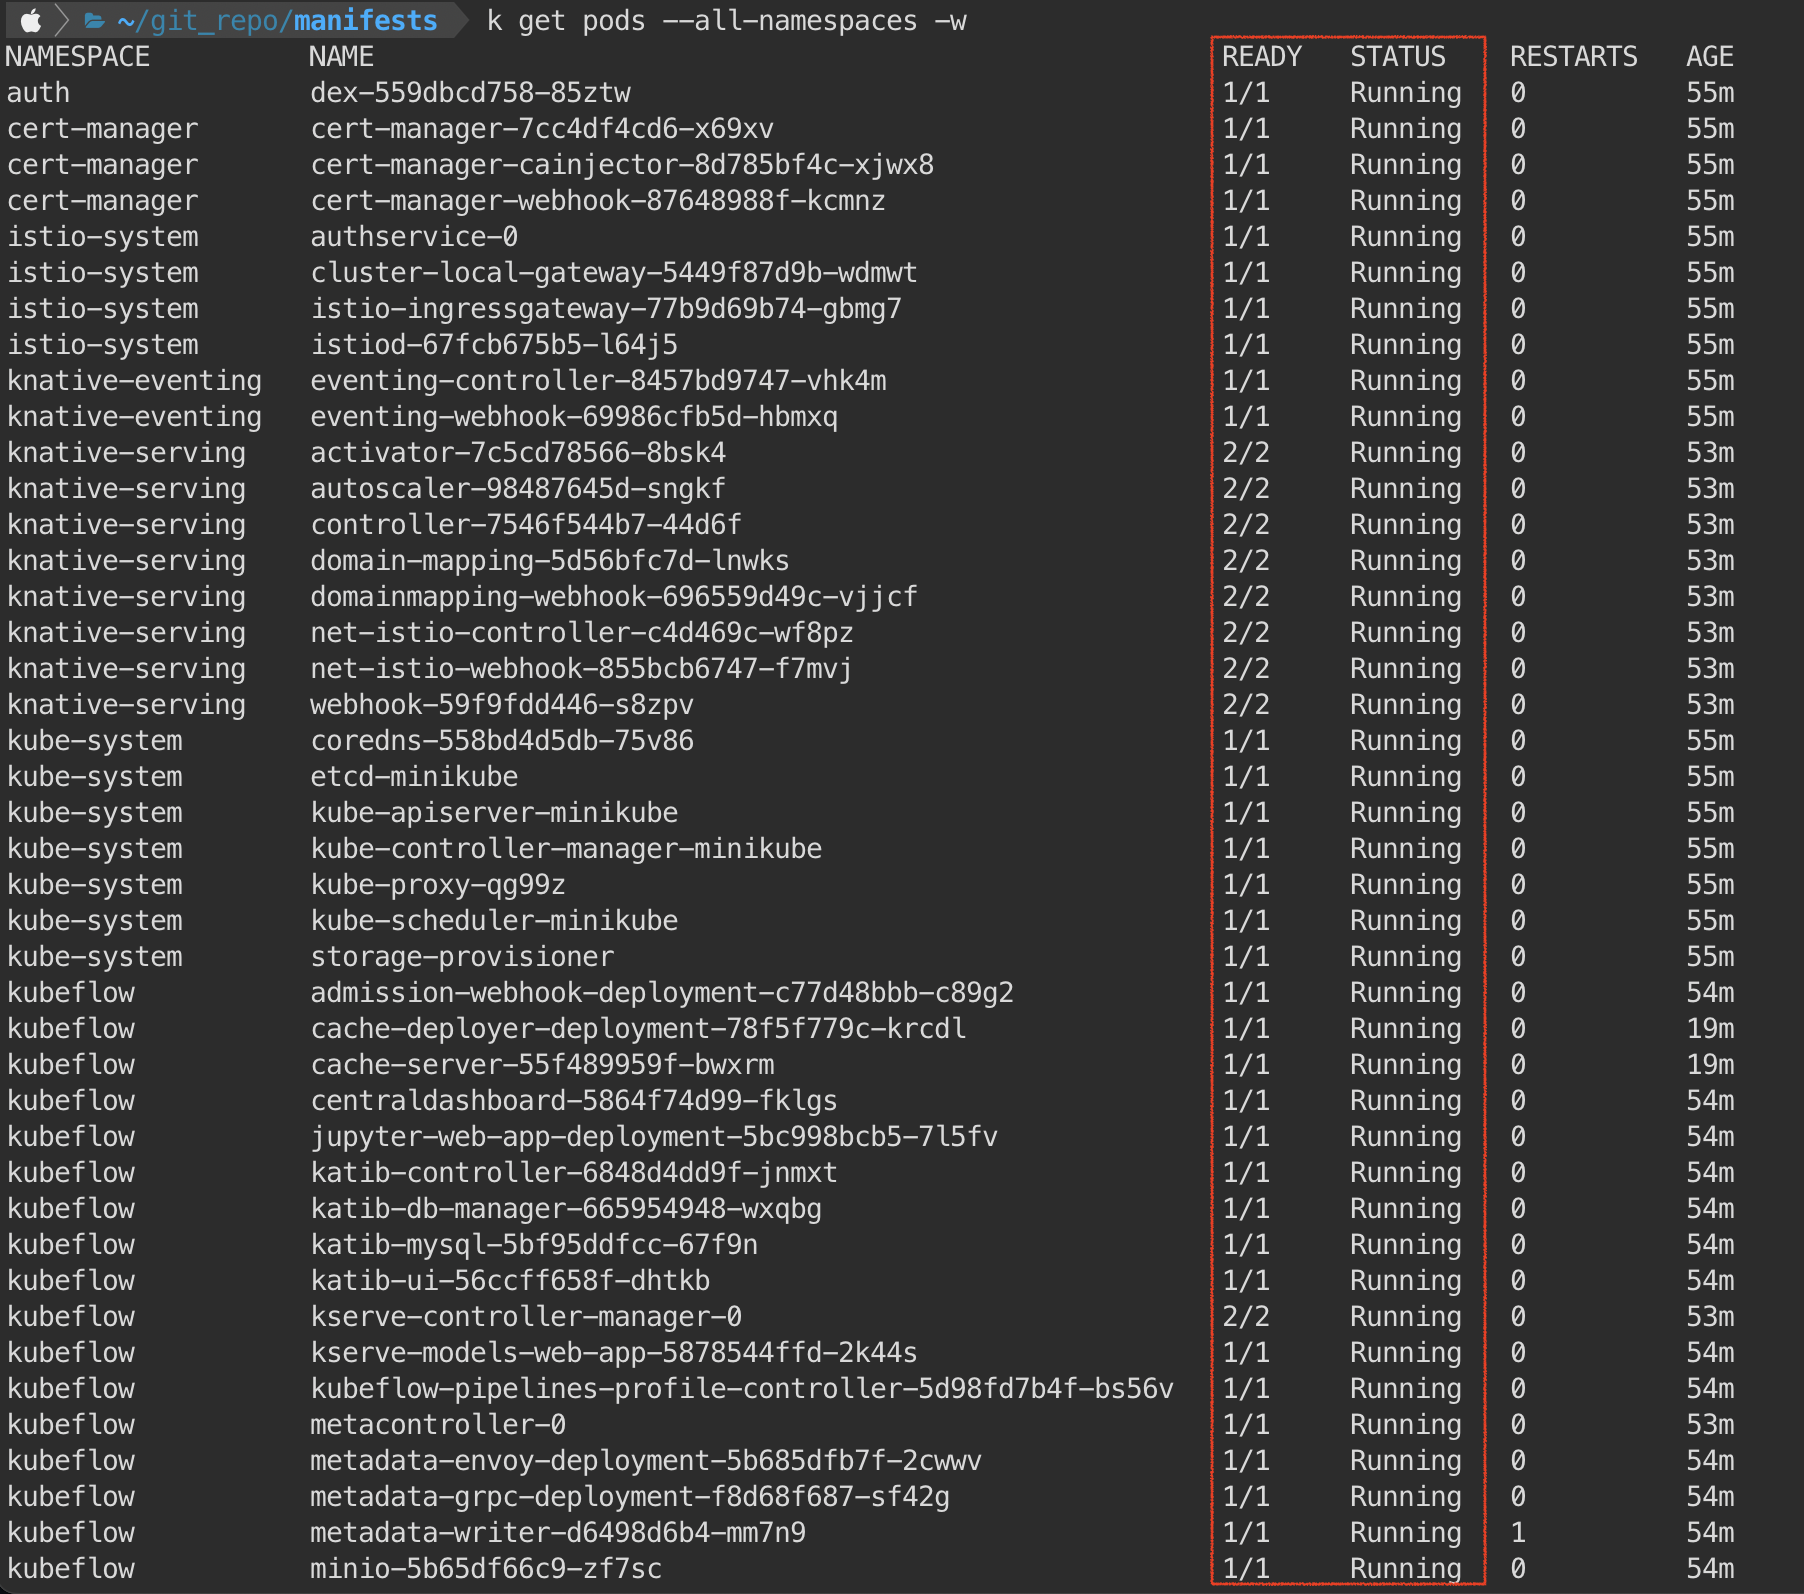 ~/git_repo/manifests k get pods --all-namespaces -w
NAMESPACE NAME READY STATUS RESTARTS AGE
auth dex-559dbcd758-85ztw 1/1 Running 0 55m
cert-manager cert-manager-7cc4df4cd6-x69xv 1/1 Running 0 55m
cert-manager cert-manager-cainjector-8d785bf4c-xjwx8 1/1 Running 0 55m
cert-manager cert-manager-webhook-87648988f-kcmnz 1/1 Running 0 55m
istio-system authservice-0 1/1 Running 0 55m
istio-system cluster-local-gateway-5449f87d9b-wdmwt 1/1 Running 0 55m
istio-system istio-ingressgateway-77b9d69b74-gbmg7 1/1 Running 0 55m
istio-system istiod-67fcb675b5-l64j5 1/1 Running 0 55m
knative-eventing eventing-controller-8457bd9747-vhk4m 1/1 Running 0 55m
knative-eventing eventing-webhook-69986cfb5d-hbmxq 1/1 Running 0 55m
knative-serving activator-7c5cd78566-8bsk4 2/2 Running 0 53m
knative-serving autoscaler-98487645d-sngkf 2/2 Running 0 53m
knative-serving controller-7546f544b7-44d6f 2/2 Running 0 53m
knative-serving domain-mapping-5d56bfc7d-lnwks 2/2 Running 0 53m
knative-serving domainmapping-webhook-696559d49c-vjjcf 2/2 Running 0 53m
knative-serving net-istio-controller-c4d469c-wf8pz 2/2 Running 0 53m
knative-serving net-istio-webhook-855bcb6747-f7mvj 2/2 Running 0 53m
knative-serving webhook-59f9fdd446-s8zpv 2/2 Running 0 53m
kube-system coredns-558bd4d5db-75v86 1/1 Running 0 55m
kube-system etcd-minikube 1/1 Running 0 55m
kube-system kube-apiserver-minikube 1/1 Running 0 55m
kube-system kube-controller-manager-minikube 1/1 Running 0 55m
kube-system kube-proxy-qg99z 1/1 Running 0 55m
kube-system kube-scheduler-minikube 1/1 Running 0 55m
kube-system storage-provisioner 1/1 Running 0 55m
kubeflow admission-webhook-deployment-c77d48bbb-c89g2 1/1 Running 0 54m
kubeflow cache-deployer-deployment-78f5f779c-krcdl 1/1 Running 0 19m
kubeflow cache-server-55f489959f-bwxrm 1/1 Running 0 19m
kubeflow centraldashboard-5864f74d99-fklgs 1/1 Running 0 54m
kubeflow jupyter-web-app-deployment-5bc998bcb5-7l5fv 1/1 Running 0 54m
kubeflow katib-controller-6848d4dd9f-jnmxt 1/1 Running 0 54m
kubeflow katib-db-manager-665954948-wxqbg 1/1 Running 0 54m
kubeflow katib-mysql-5bf95ddfcc-67f9n 1/1 Running 0 54m
kubeflow katib-ui-56ccff658f-dhtkb 1/1 Running 0 54m
kubeflow kserve-controller-manager-0 2/2 Running 0 53m
kubeflow kserve-models-web-app-5878544ffd-2k44s 1/1 Running 0 54m
kubeflow kubeflow-pipelines-profile-controller-5d98fd7b4f-bs56v 1/1 Running 0 54m
kubeflow metacontroller-0 1/1 Running 0 53m
kubeflow metadata-envoy-deployment-5b685dfb7f-2cwwv 1/1 Running 0 54m
kubeflow metadata-grpc-deployment-f8d68f687-sf42g 1/1 Running 0 54m
kubeflow metadata-writer-d6498d6b4-mm7n9 1/1 Running 1 54m
kubeflow minio-5b65df66c9-zf7sc 1/1 Running 0 54m